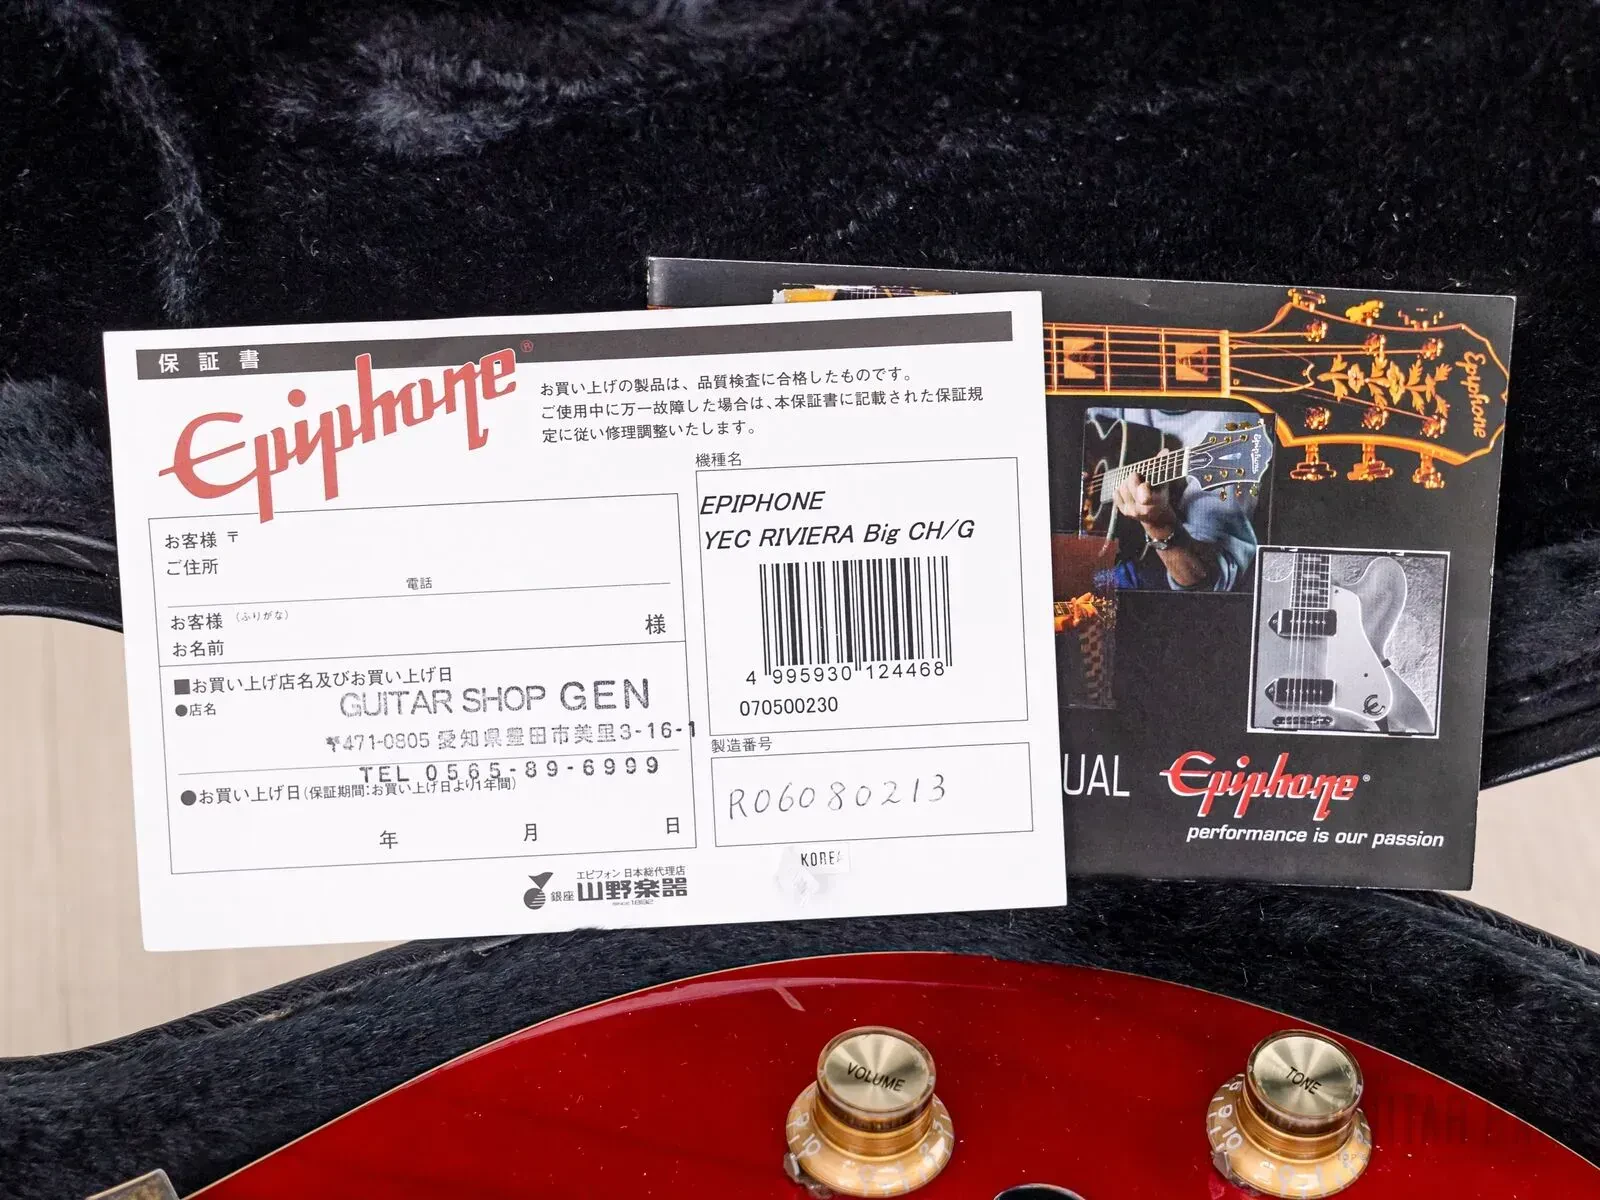 保証書
Epiphone®
お買い上げの製品は、品質検査に合格したものです。
ご使用中に万一故障した場合は、本保証書に記載された保証規
定に従い修理調整いたします。
お客様 〒
ご住所
電話
お客様 (ふりがな)
お名前
様
■お買い上げ店名及びお買い上げ日
●店名
GUITAR SHOP GEN
〒471-0805 愛知県豊田市美里3-16-1
TEL 0565-89-6999
●お買い上げ日(保証期間:お買い上げ日より1年間)
年 月 日
機種名
EPIPHONE
YEC RIVIERA Big CH/G
4 995930 124468
070500230
製造番号
R06080213
KOREA
エピフォン 日本総代理店
銀座 山野楽器
SINCE 1892
Epiphone
Epiphone
UAL
Epiphone®
performance is our passion
VOLUME
9
10
TONE
9
10